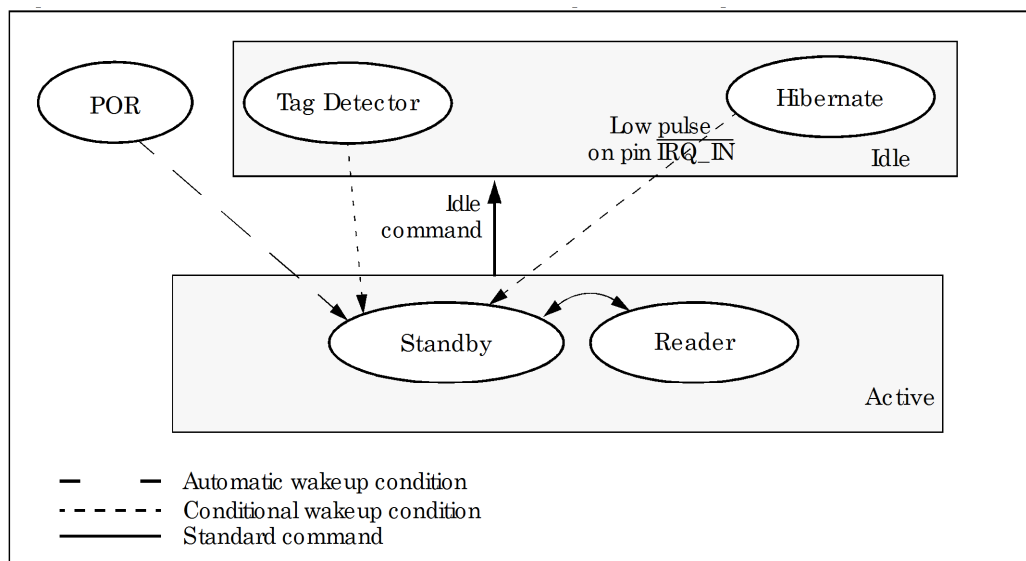 POR
Tag Detector
Hibernate
Low pulse
on pin IRQ_IN
Idle
Idle
command
Standby
Reader
Active
Automatic wakeup condition
Conditional wakeup condition
Standard command